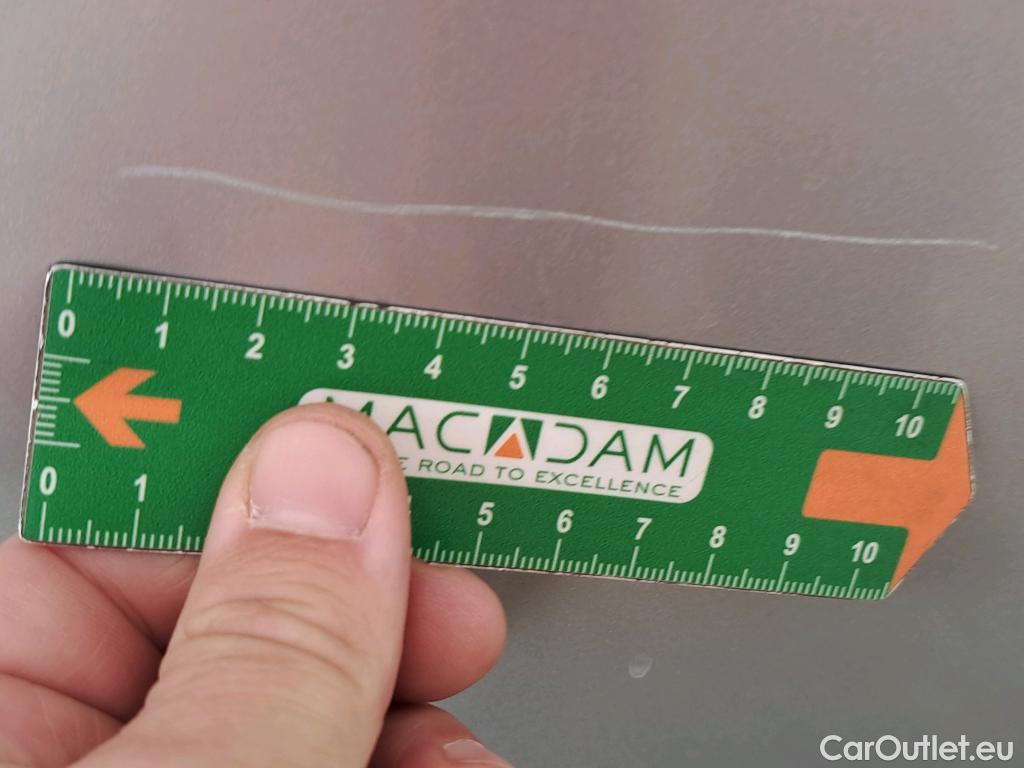 0 1 2 3 4 5 6 7 8 9 10
MACADAM
ROAD TO EXCELLENCE
0 1 5 6 7 8 9 10
CarOutlet.eu